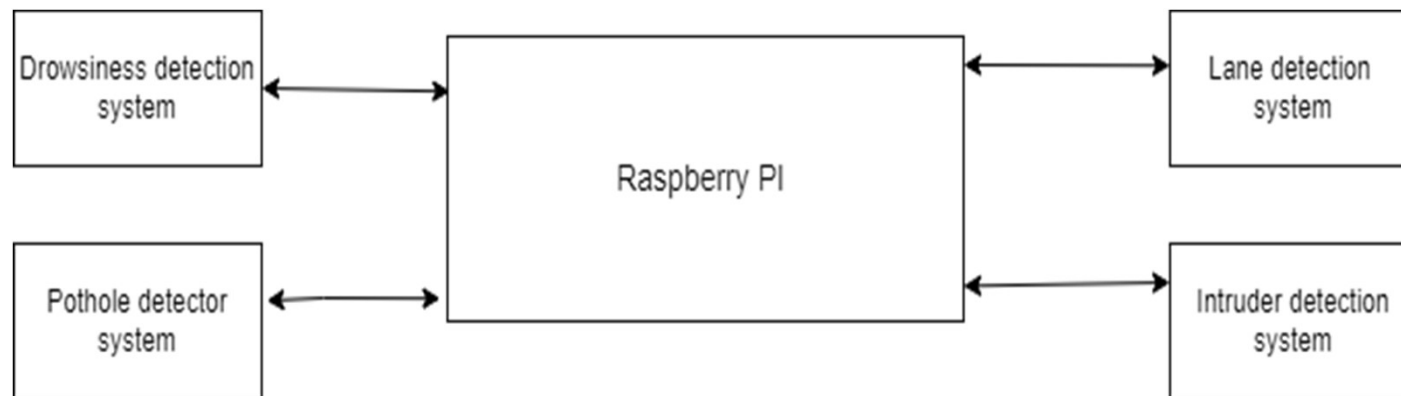 Drowsiness detection
system
Raspberry PI
Lane detection
system
Pothole detector
system
Intruder detection
system